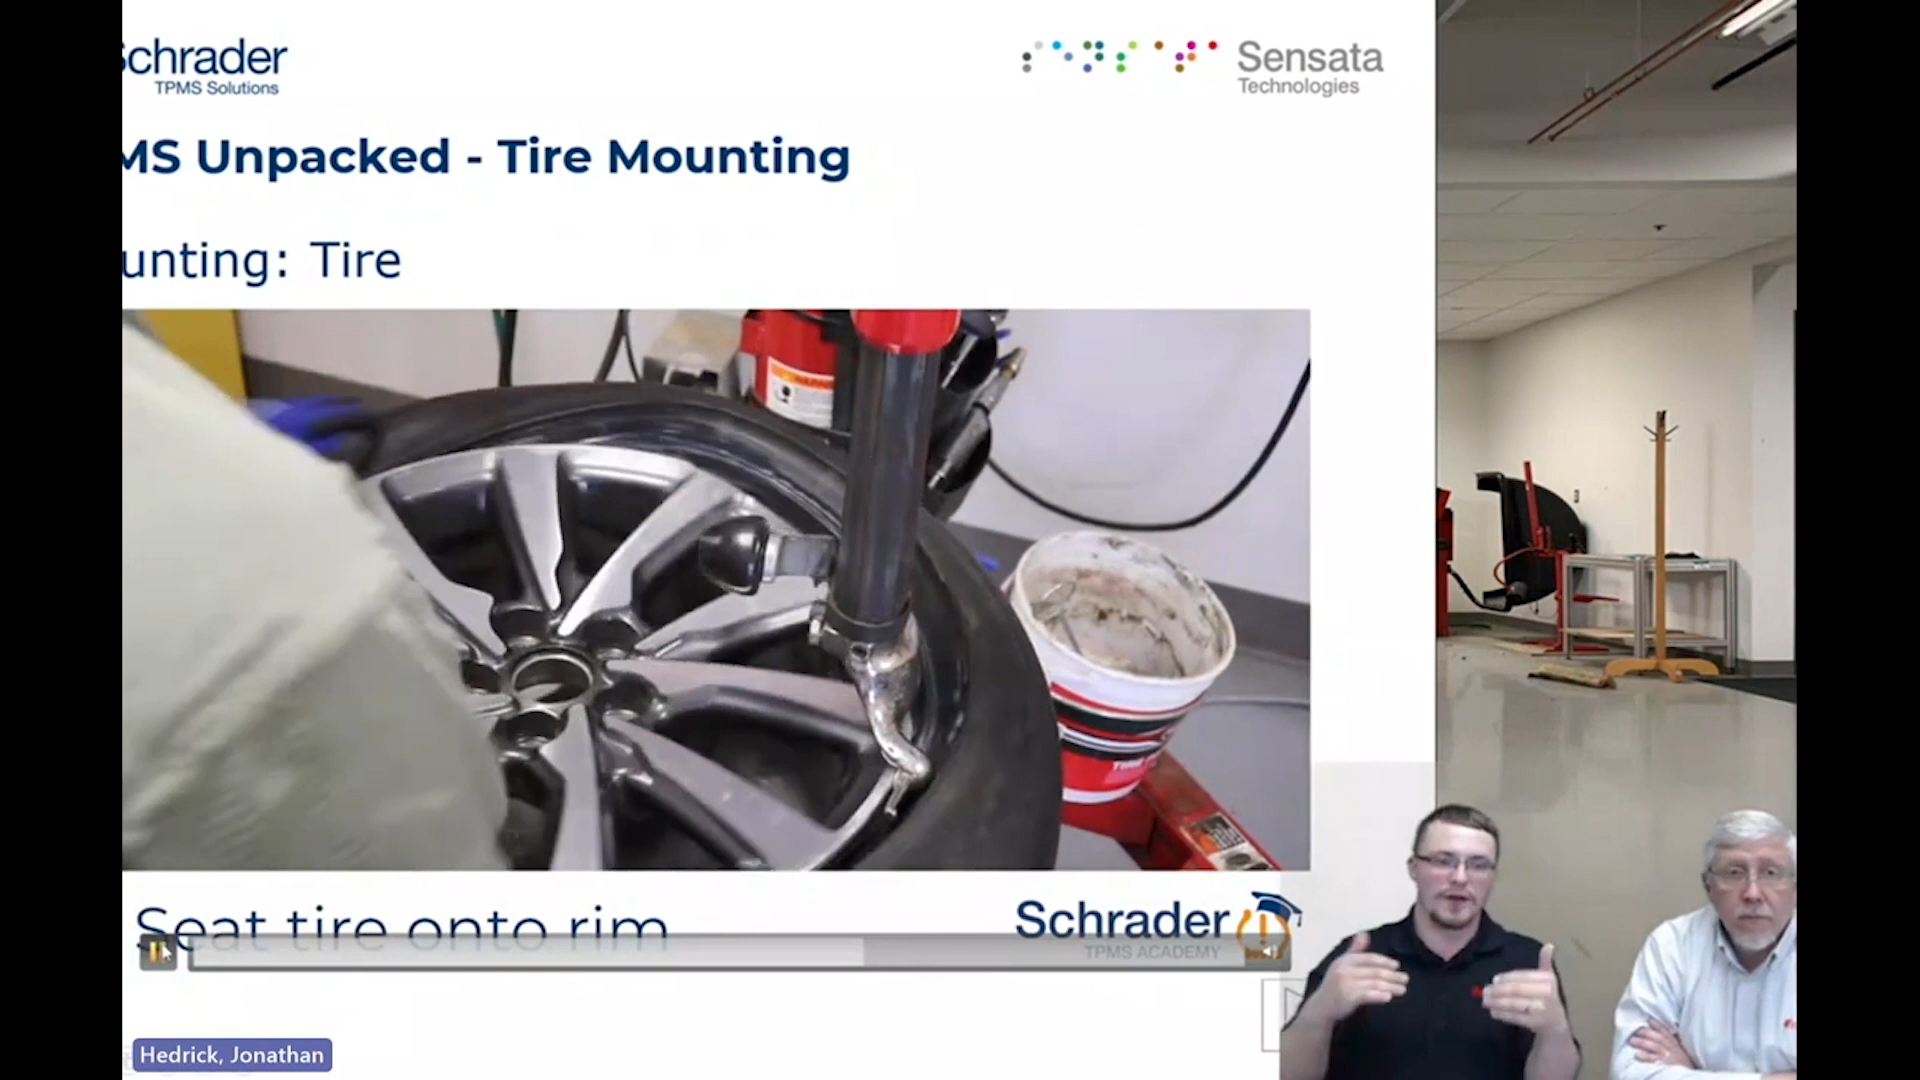 Schrader
TPMS Solutions
Sensata
Technologies
MS Unpacked - Tire Mounting
unting: Tire
Seat tire onto rim
Schrader
TPMS ACADEMY
Hedrick, Jonathan